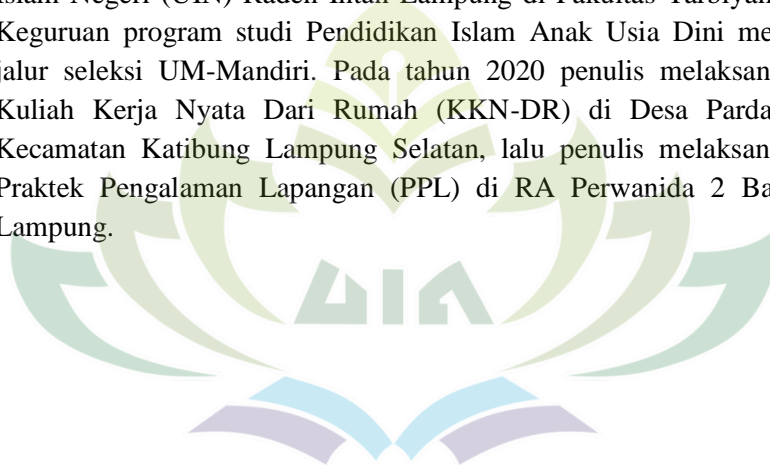 Islam Negeri (UIN) Raden Intan Lampung di Fakultas Tarbiyah
Keguruan program studi Pendidikan Islam Anak Usia Dini me
jalur seleksi UM-Mandiri. Pada tahun 2020 penulis melaksan
Kuliah Kerja Nyata Dari Rumah (KKN-DR) di Desa Parda
Kecamatan Katibung Lampung Selatan, lalu penulis melaksan
Praktek Pengalaman Lapangan (PPL) di RA Perwanida 2 Ba
Lampung.
UIN